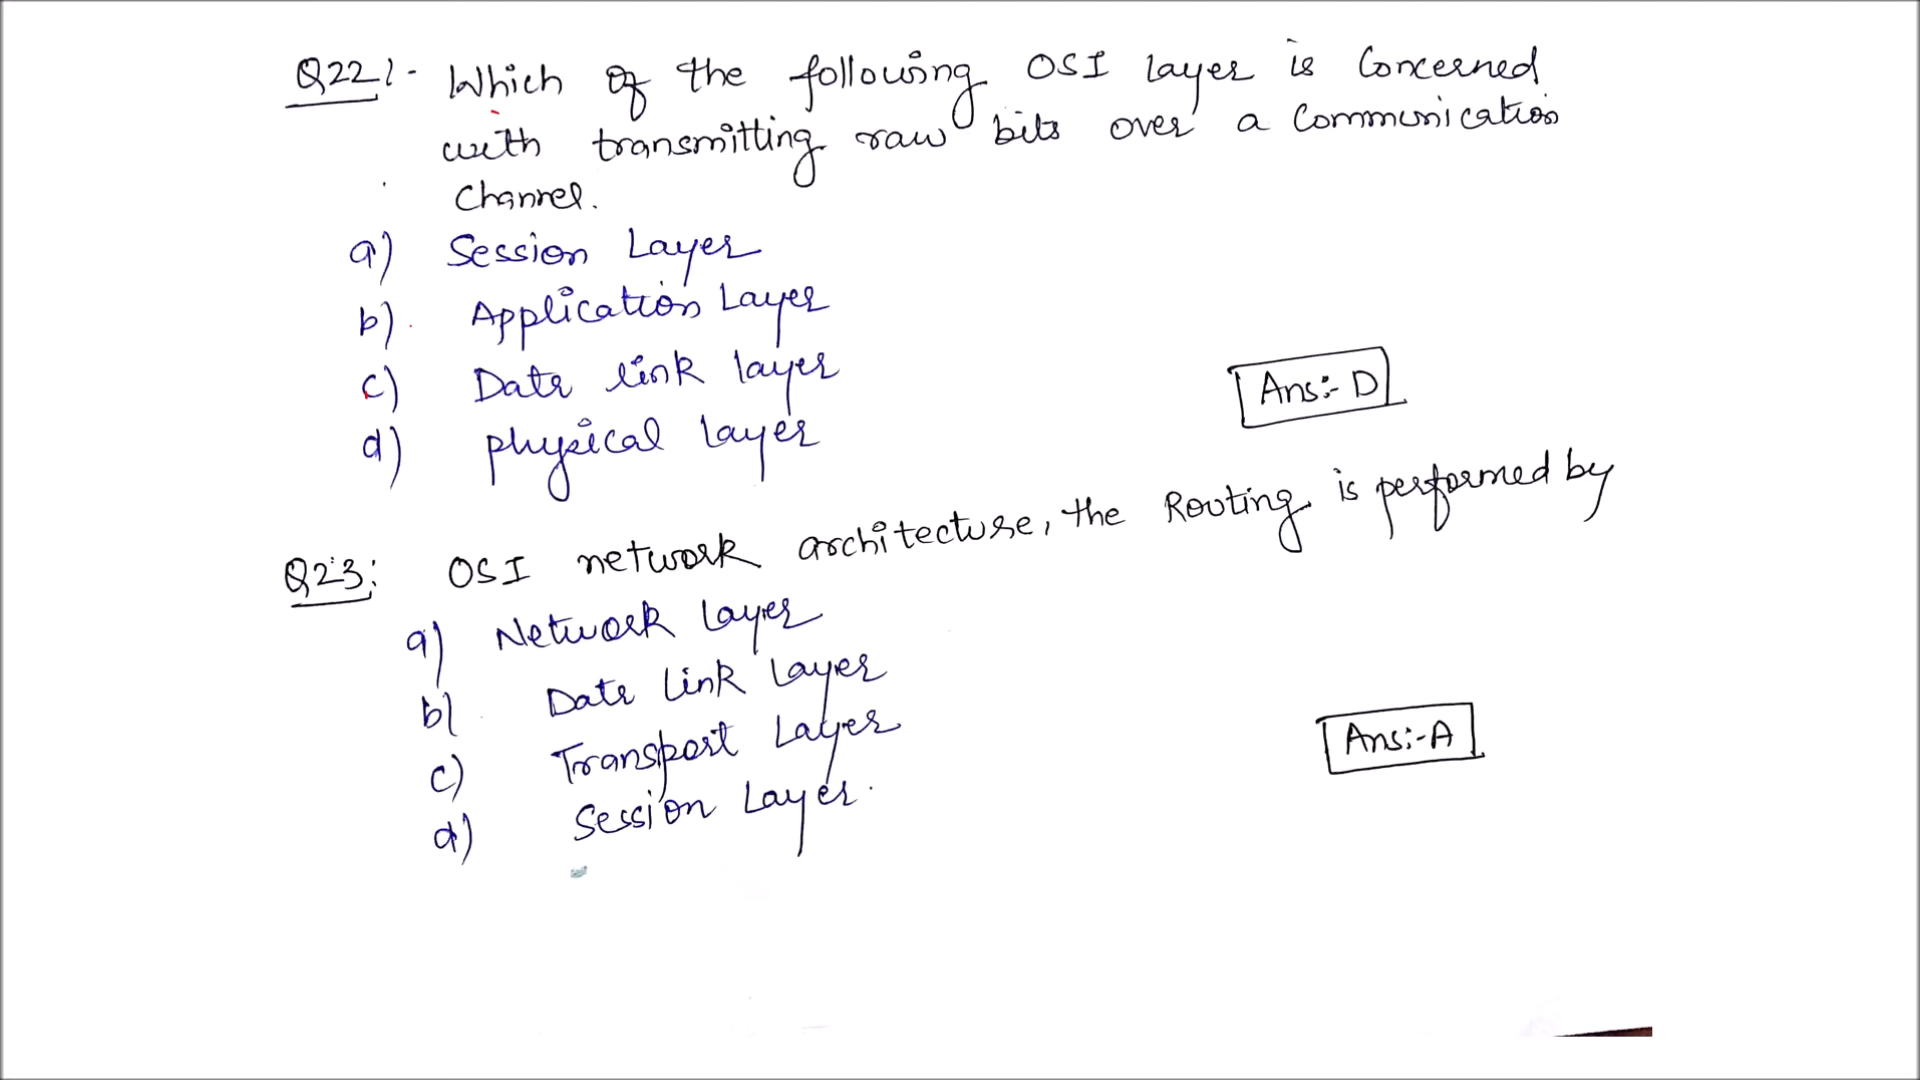 Q22:- Which of the following OSI layer is Concerned
with transmitting raw bits over a Communication
Channel.
a) Session Layer
b). Application Layer
c) Data link layer
d) physical layer
Ans:- D
Q23: OSI network architecture, the Routing is performed by
a) Network Layer
b) Data Link Layer
c) Transport Layer
d) Session Layer.
Ans:- A